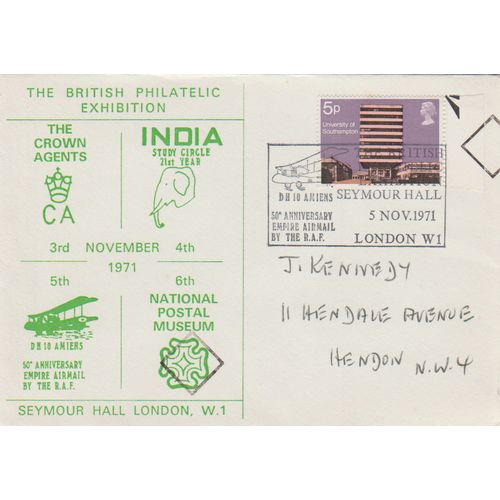 THE BRITISH PHILATELIC
EXHIBITION
THE
CROWN
AGENTS
CA
INDIA
STUDY CIRCLE
21st YEAR
3rd NOVEMBER 4th
1971
5th
6th
DH 10 AMIENS
50th ANNIVERSARY
EMPIRE AIRMAIL
BY THE R.A.F.
NATIONAL
POSTAL
MUSEUM
SEYMOUR HALL LONDON, W.1
5p
University of
Southampton
BRITISH
SEYMOUR HALL
5 NOV.1971
LONDON W1
DH 10 AMIENS
50th ANNIVERSARY
EMPIRE AIRMAIL
BY THE R.A.F.
J. KENNEDY
11 HENDALE AVENUE
HENDON N.W.4